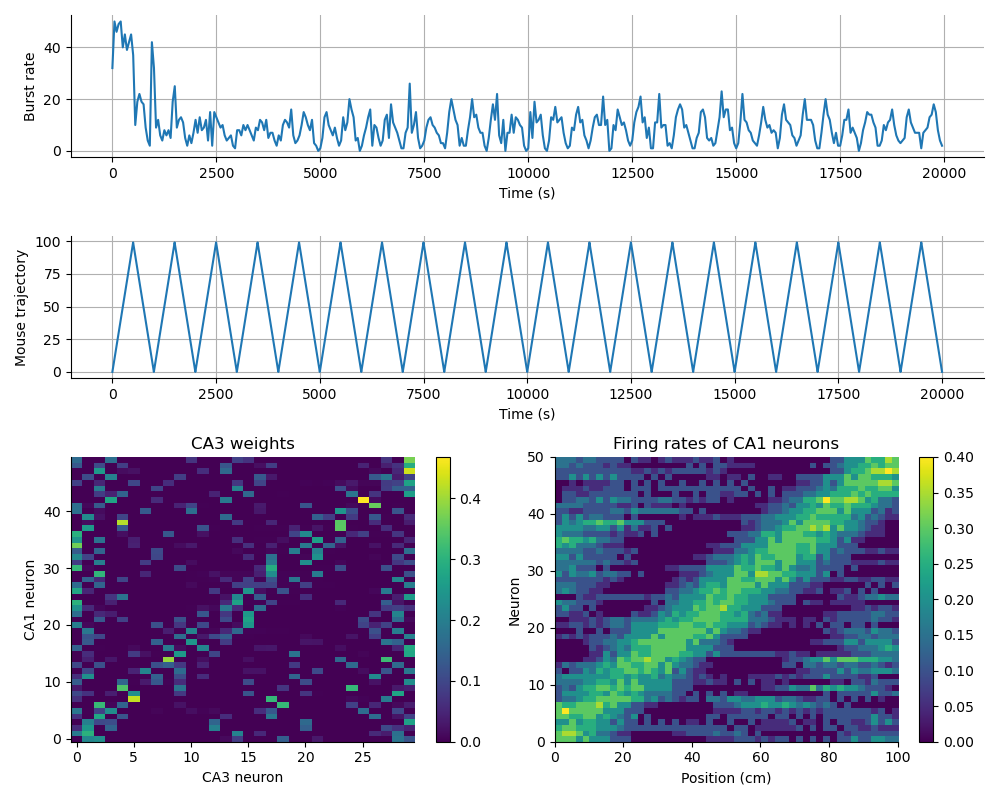 Burst rate
40
20
0
0 2500 5000 7500 10000 12500 15000 17500 20000
Time (s)
Mouse trajectory
100
75
50
25
0
0 2500 5000 7500 10000 12500 15000 17500 20000
Time (s)
CA3 weights
CA1 neuron
40
30
20
10
0
0 5 10 15 20 25
CA3 neuron
0.4
0.3
0.2
0.1
0.0
Firing rates of CA1 neurons
Neuron
50
40
30
20
10
0
0 20 40 60 80 100
Position (cm)
0.40
0.35
0.30
0.25
0.20
0.15
0.10
0.05
0.00